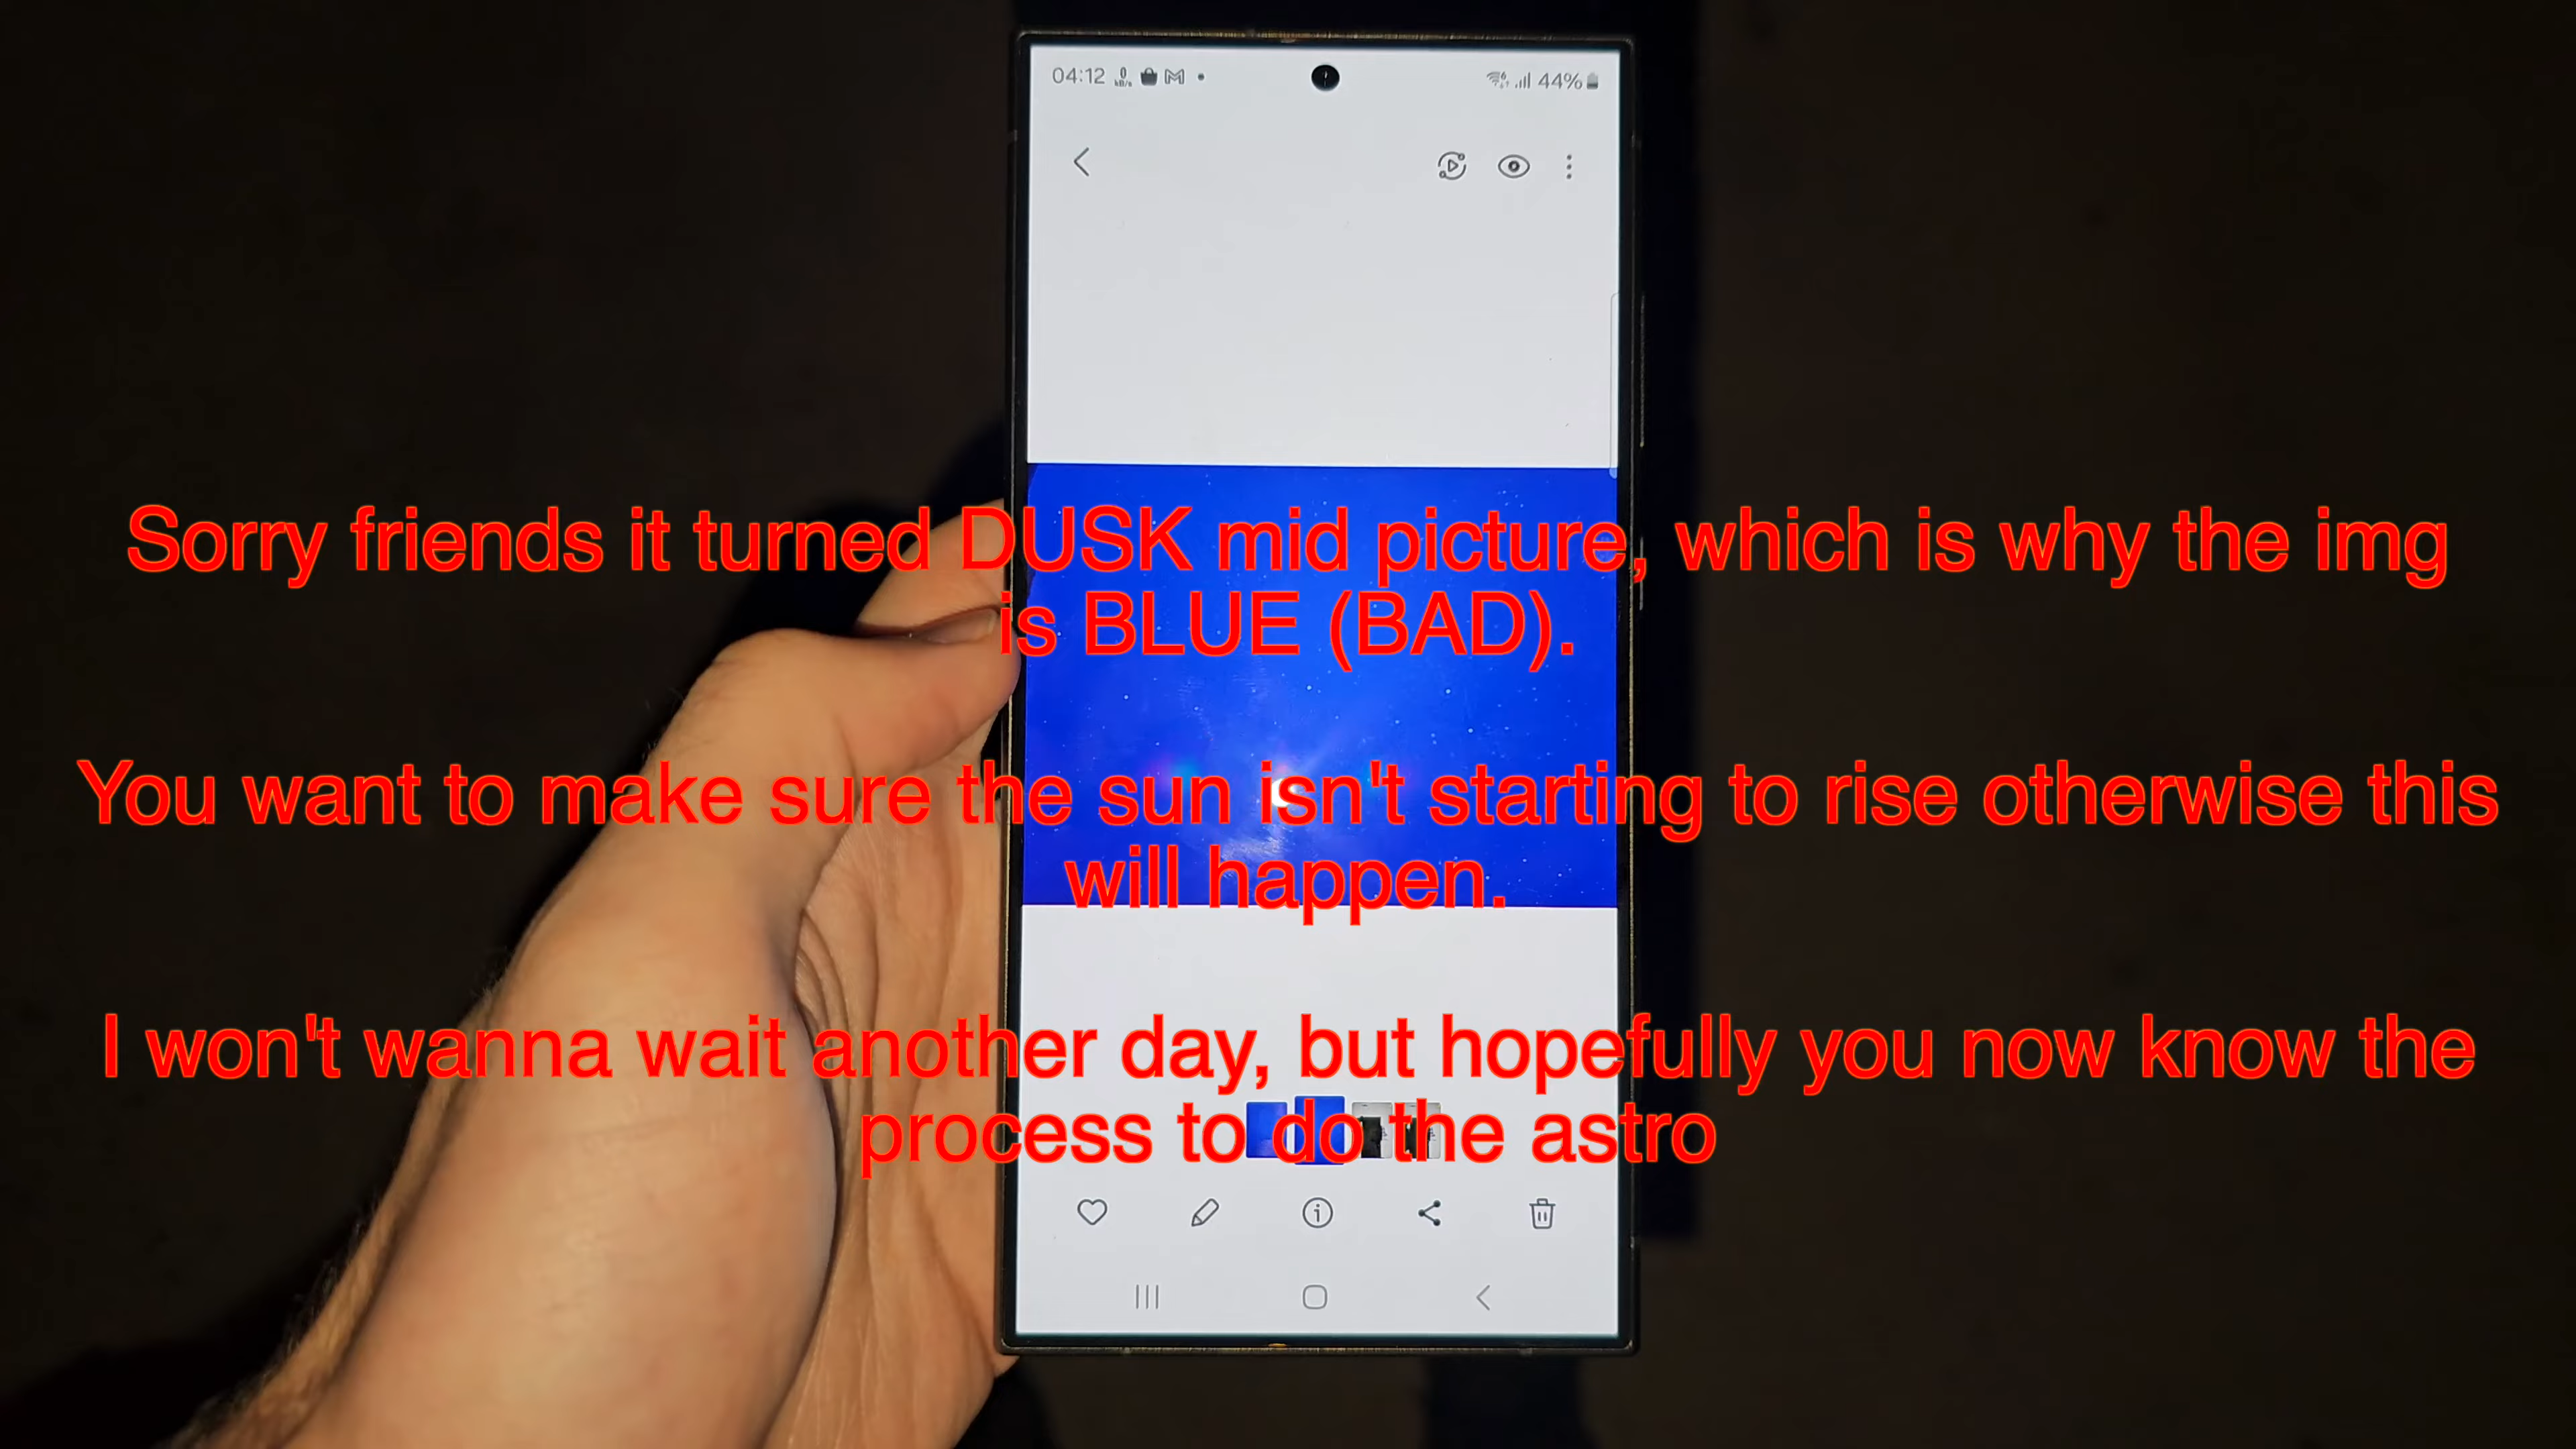 04:12
0
kB/s
44%
Sorry friends it turned DUSK mid picture, which is why the img
is BLUE (BAD).
You want to make sure the sun isn't starting to rise otherwise this
will happen.
I won't wanna wait another day, but hopefully you now know the
process to do the astro